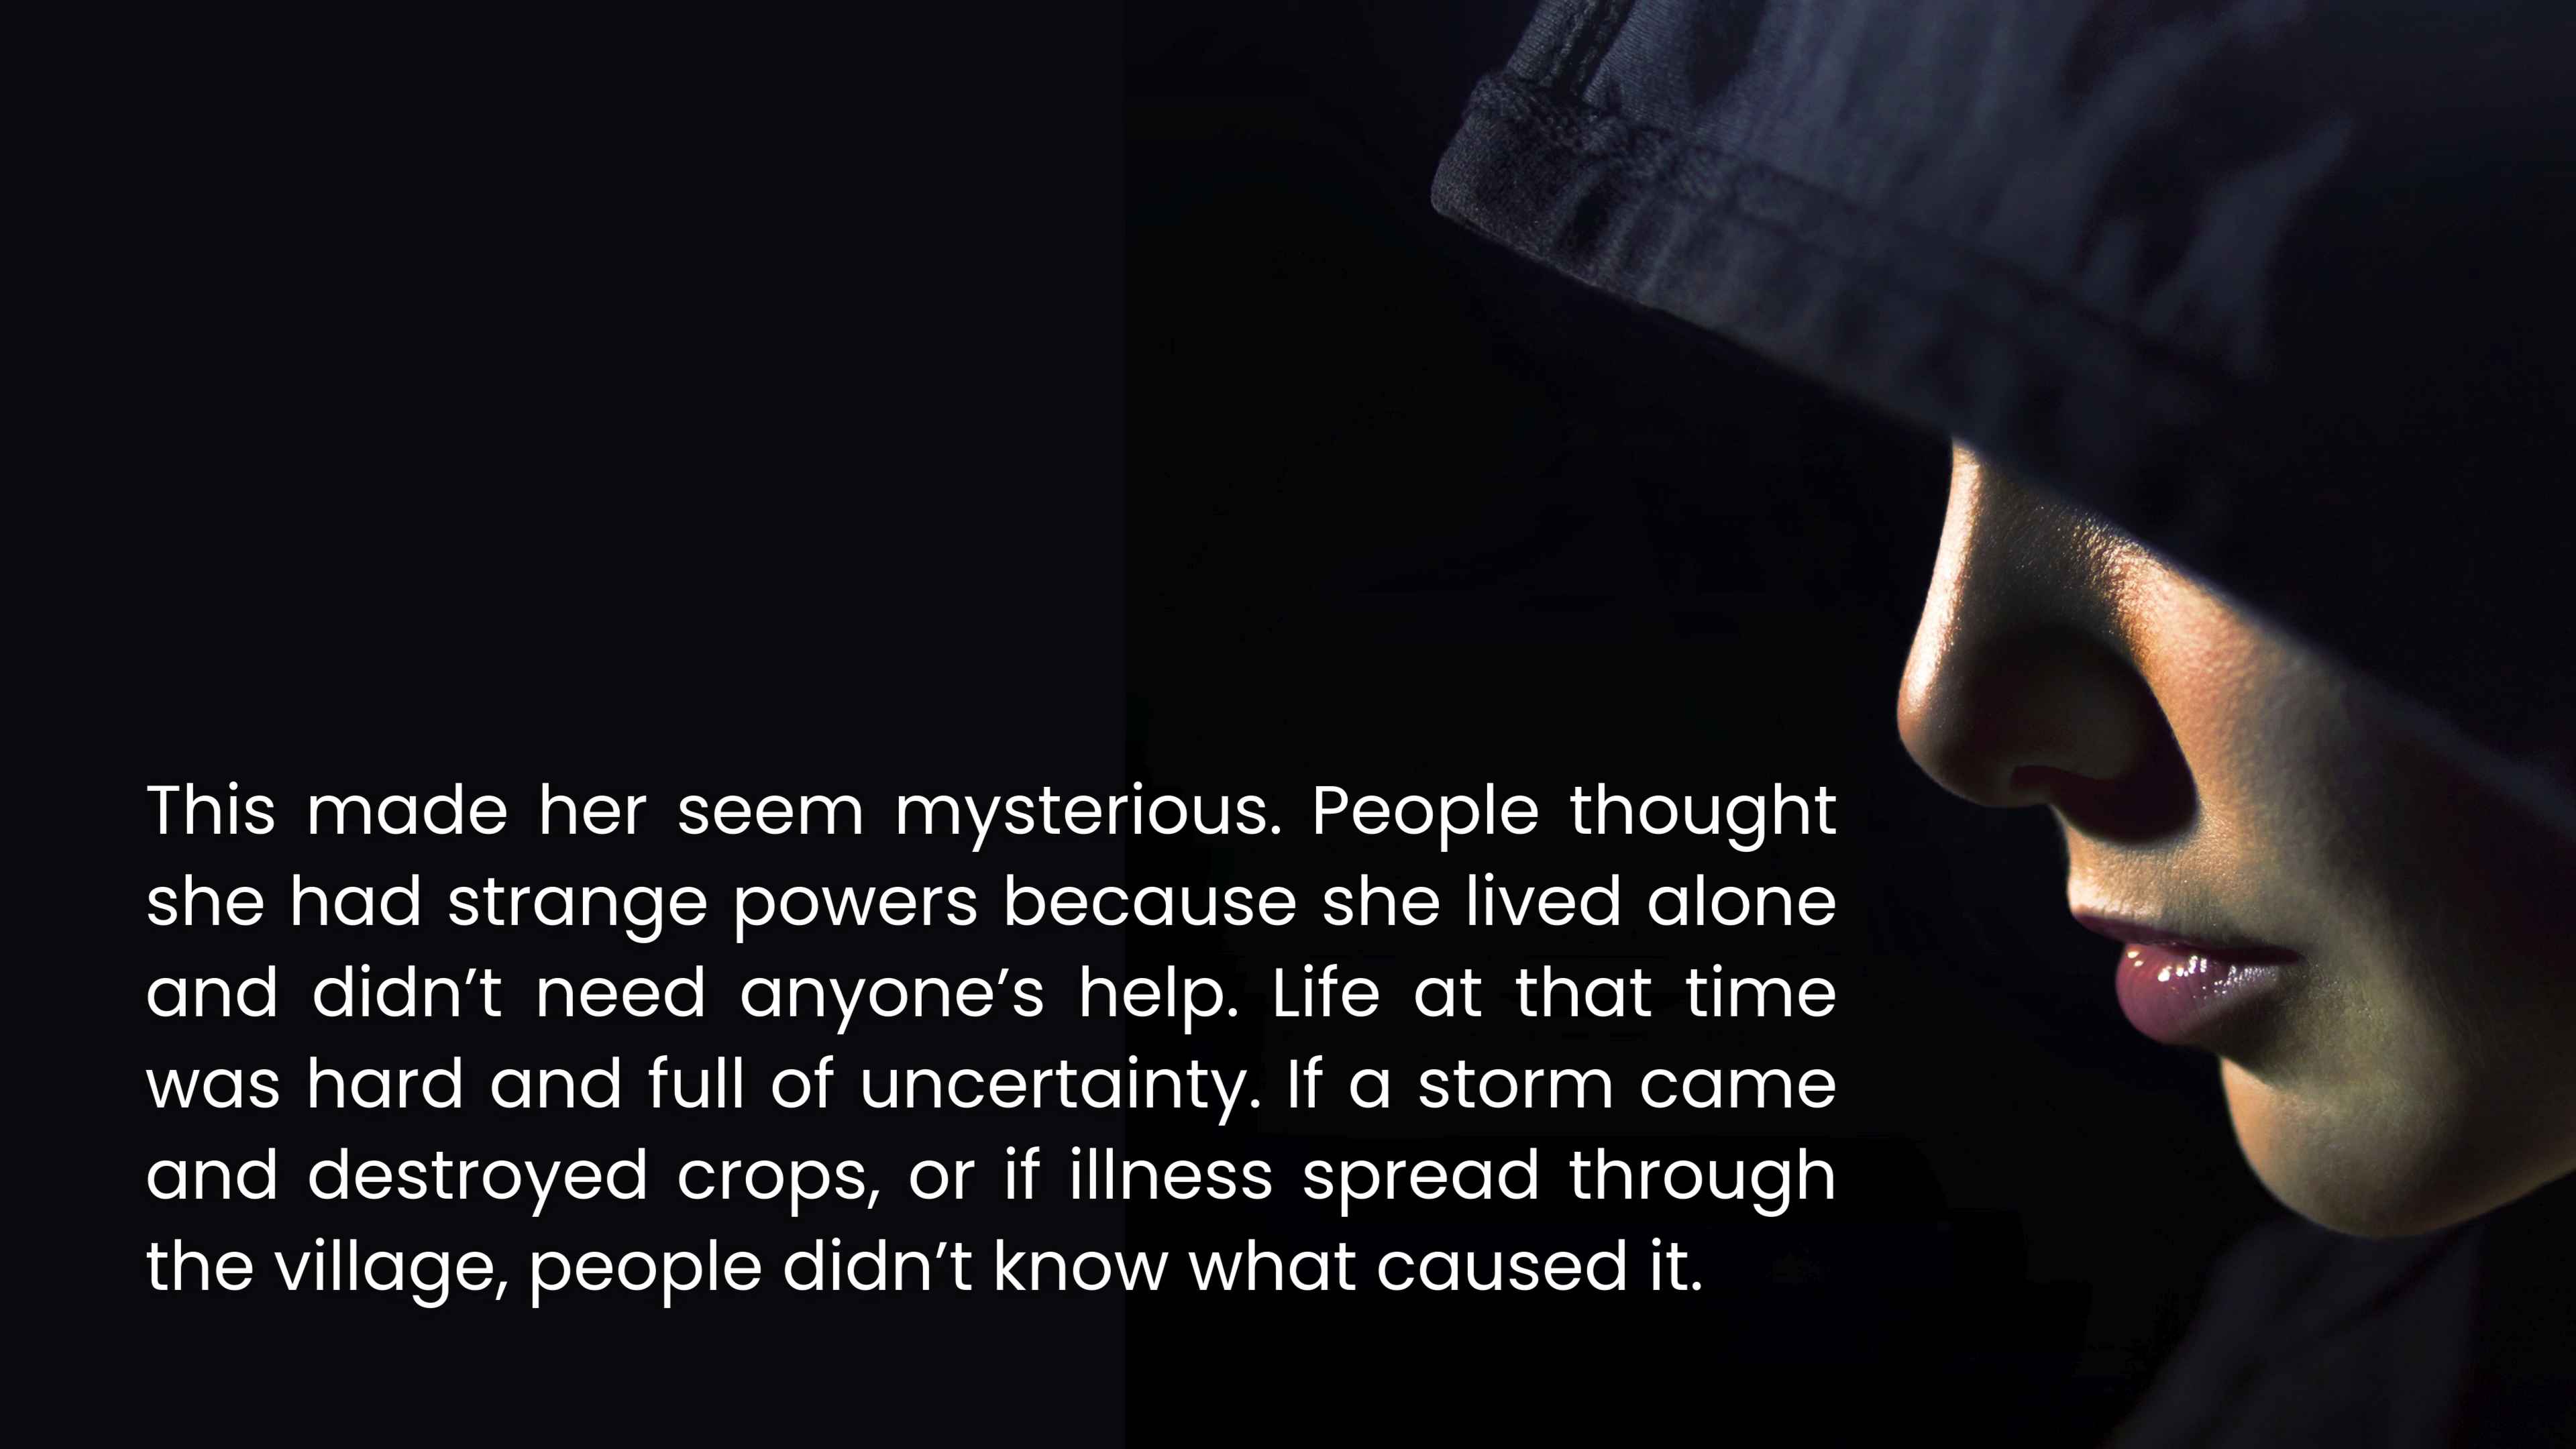 This made her seem mysterious. People thought
she had strange powers because she lived alone
and didn’t need anyone’s help. Life at that time
was hard and full of uncertainty. If a storm came
and destroyed crops, or if illness spread through
the village, people didn’t know what caused it.